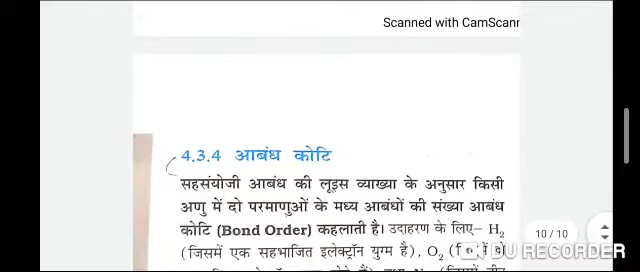 Scanned with CamScanr
4.3.4 आबंध कोटि
सहसंयोजी आबंध की लूइस व्याख्या के अनुसार किसी
अणु में दो परमाणुओं के मध्य आबंधों की संख्या आबंध
कोटि (Bond Order) कहलाती है। उदाहरण के लिए– H₂
(जिसमें एक सहभाजित इलेक्ट्रॉन युग्म है), O₂
10 / 10
DU RECORDER